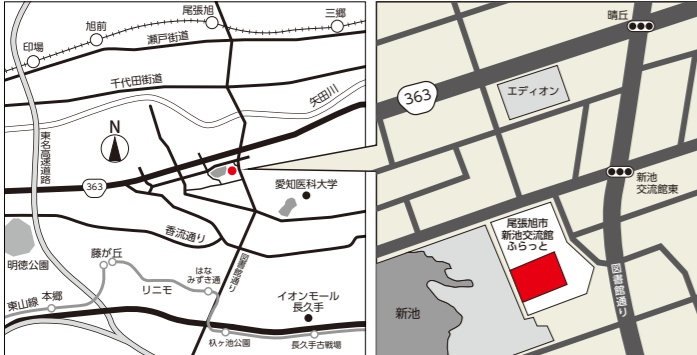 尾張旭
三郷
旭前
印場
瀬戸街道
千代田街道
矢田川
東名高速道路
N
363
愛知医科大学
香流通り
図書館通り
明徳公園
藤が丘
はな
みずき通
リニモ
本郷
東山線
イオンモール
長久手
杁ヶ池公園
長久手古戦場
晴丘
363
エディオン
新池
交流館東
尾張旭市
新池交流館
ふらっと
図書館通り
新池